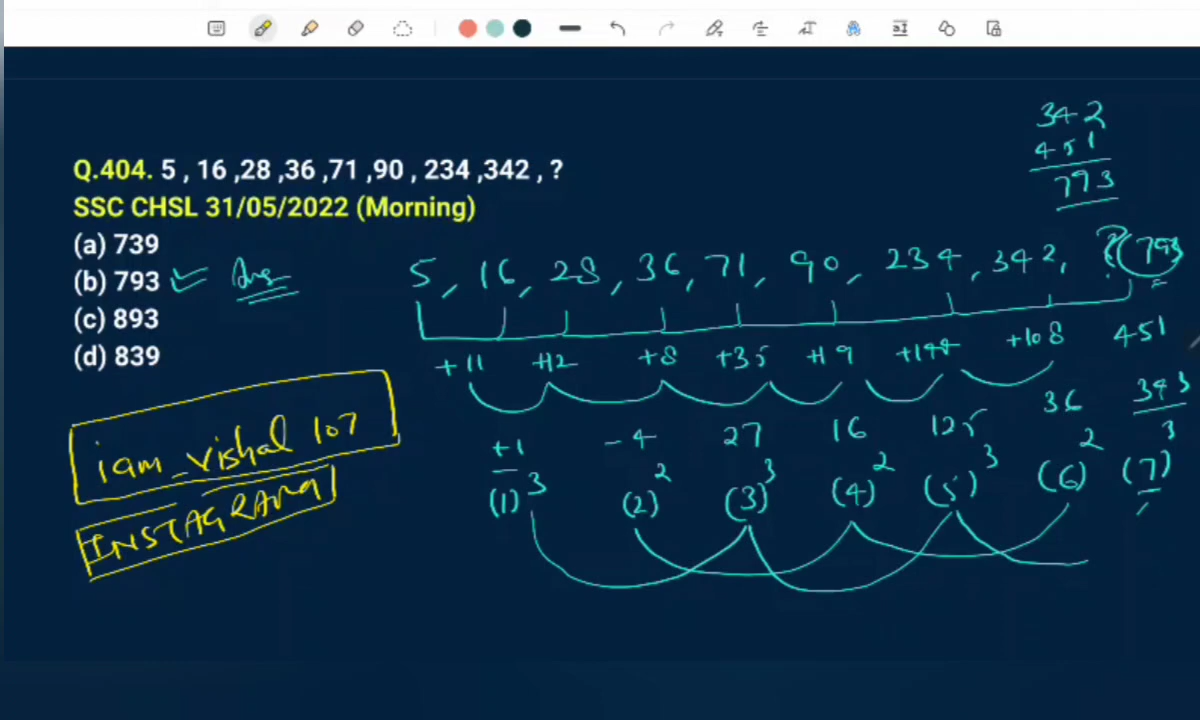 Q.404. 5 , 16 ,28 ,36 ,71 ,90 , 234 ,342 , ?
SSC CHSL 31/05/2022 (Morning)
(a) 739
(b) 793 Ans
(c) 893
(d) 839
342
451
793
5, 16, 28, 36, 71, 90, 234, 342, ? (793)
+11 +12 +8 +35 +19 +144 +108 451
+1 -4 27 16 125 36 343
(1)³ (2)² (3)³ (4)² (5)³ (6)² (7)³
iam_vishal 107
INSTAGRAM